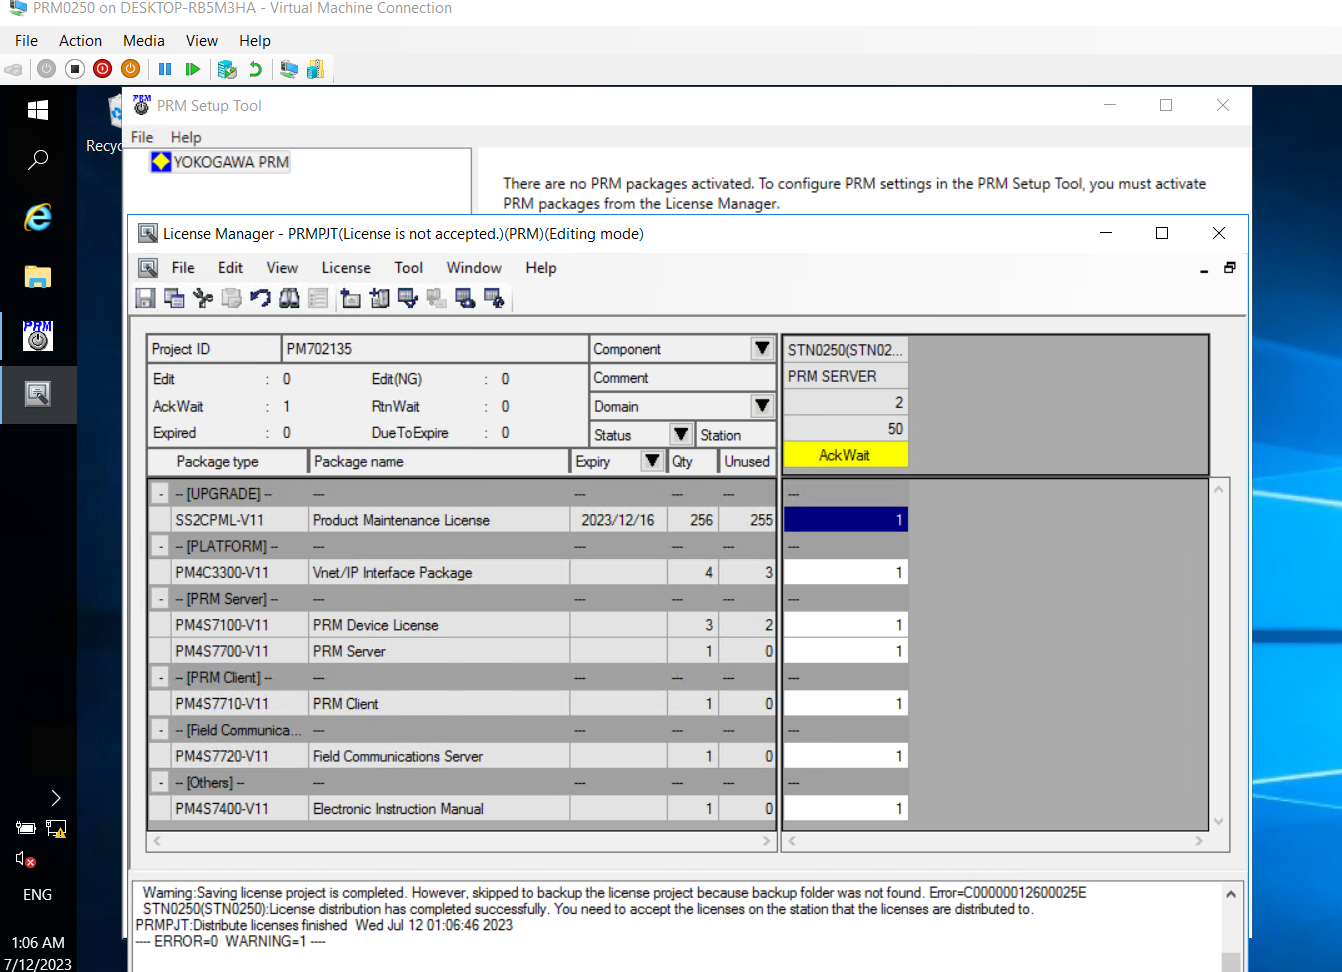 PRM0250 on DESKTOP-RB5M3HA - Virtual Machine Connection
File Action Media View Help
PRM PRM Setup Tool
Recyc
File Help
YOKOGAWA PRM
There are no PRM packages activated. To configure PRM settings in the PRM Setup Tool, you must activate
PRM packages from the License Manager.
License Manager - PRMPJT(License is not accepted.)(PRM)(Editing mode)
File Edit View License Tool Window Help
PRM
Project ID PM702135 Component STN0250(STN02...
Edit : 0 Edit(NG) : 0 Comment PRM SERVER
AckWait : 1 RtnWait : 0 Domain 2
Expired : 0 DueToExpire : 0 Status Station 50
Package type Package name Expiry Qty Unused AckWait
- -- [UPGRADE] -- --- --- --- --- ---
SS2CPML-V11 Product Maintenance License 2023/12/16 256 255 1
- -- [PLATFORM] -- --- --- --- --- ---
PM4C3300-V11 Vnet/IP Interface Package 4 3 1
- -- [PRM Server] -- --- --- --- --- ---
PM4S7100-V11 PRM Device License 3 2 1
PM4S7700-V11 PRM Server 1 0 1
- -- [PRM Client] -- --- --- --- --- ---
PM4S7710-V11 PRM Client 1 0 1
- -- [Field Communica... --- --- --- --- ---
PM4S7720-V11 Field Communications Server 1 0 1
- -- [Others] -- --- --- --- --- ---
PM4S7400-V11 Electronic Instruction Manual 1 0 1
Warning:Saving license project is completed. However, skipped to backup the license project because backup folder was not found. Error=C00000012600025E
STN0250(STN0250):License distribution has completed successfully. You need to accept the licenses on the station that the licenses are distributed to.
PRMPJT:Distribute licenses finished Wed Jul 12 01:06:46 2023
---- ERROR=0 WARNING=1 ----
ENG
1:06 AM
7/12/2023